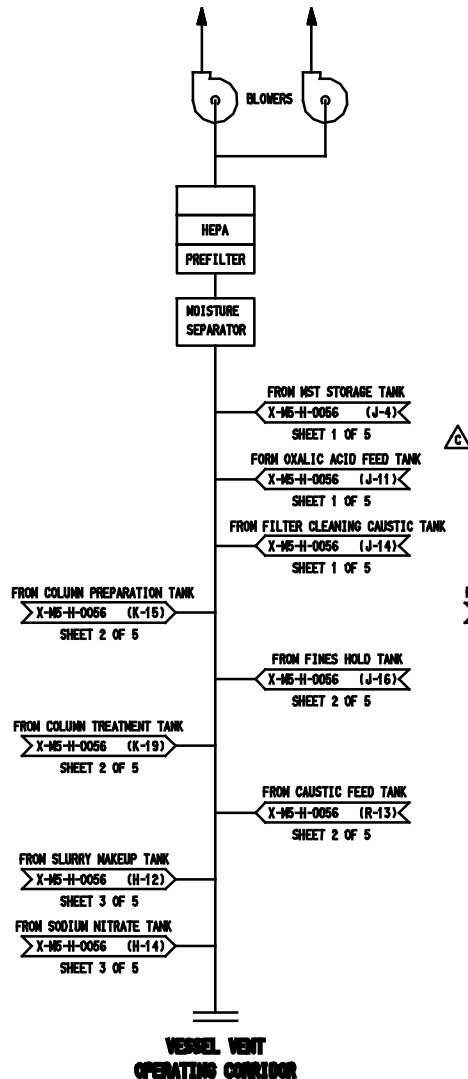 BLOWERS
HEPA
PREFILTER
MOISTURE
SEPARATOR
FROM MST STORAGE TANK
X-M5-H-0056 (J-4)
SHEET 1 OF 5
C
FORM OXALIC ACID FEED TANK
X-M5-H-0056 (J-11)
SHEET 1 OF 5
FROM FILTER CLEANING CAUSTIC TANK
X-M5-H-0056 (J-14)
SHEET 1 OF 5
FROM COLUMN PREPARATION TANK
X-M5-H-0056 (K-15)
SHEET 2 OF 5
FROM FINES HOLD TANK
X-M5-H-0056 (J-16)
SHEET 2 OF 5
FROM COLUMN TREATMENT TANK
X-M5-H-0056 (K-19)
SHEET 2 OF 5
FROM CAUSTIC FEED TANK
X-M5-H-0056 (R-13)
SHEET 2 OF 5
FROM SLURRY MAKEUP TANK
X-M5-H-0056 (H-12)
SHEET 3 OF 5
FROM SODIUM NITRATE TANK
X-M5-H-0056 (H-14)
SHEET 3 OF 5
VESSEL VENT
OPERATING CORRIDOR